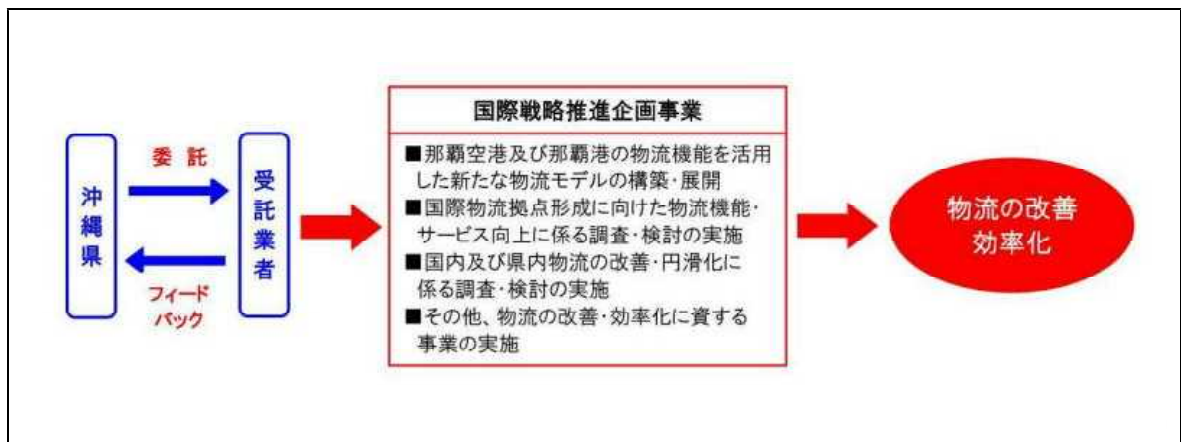 沖縄県
委託
フィード
バック
受託業者
国際戦略推進企画事業
■那覇空港及び那覇港の物流機能を活用
した新たな物流モデルの構築・展開
■国際物流拠点形成に向けた物流機能・
サービス向上に係る調査・検討の実施
■国内及び県内物流の改善・円滑化に
係る調査・検討の実施
■その他、物流の改善・効率化に資する
事業の実施
物流の改善
効率化